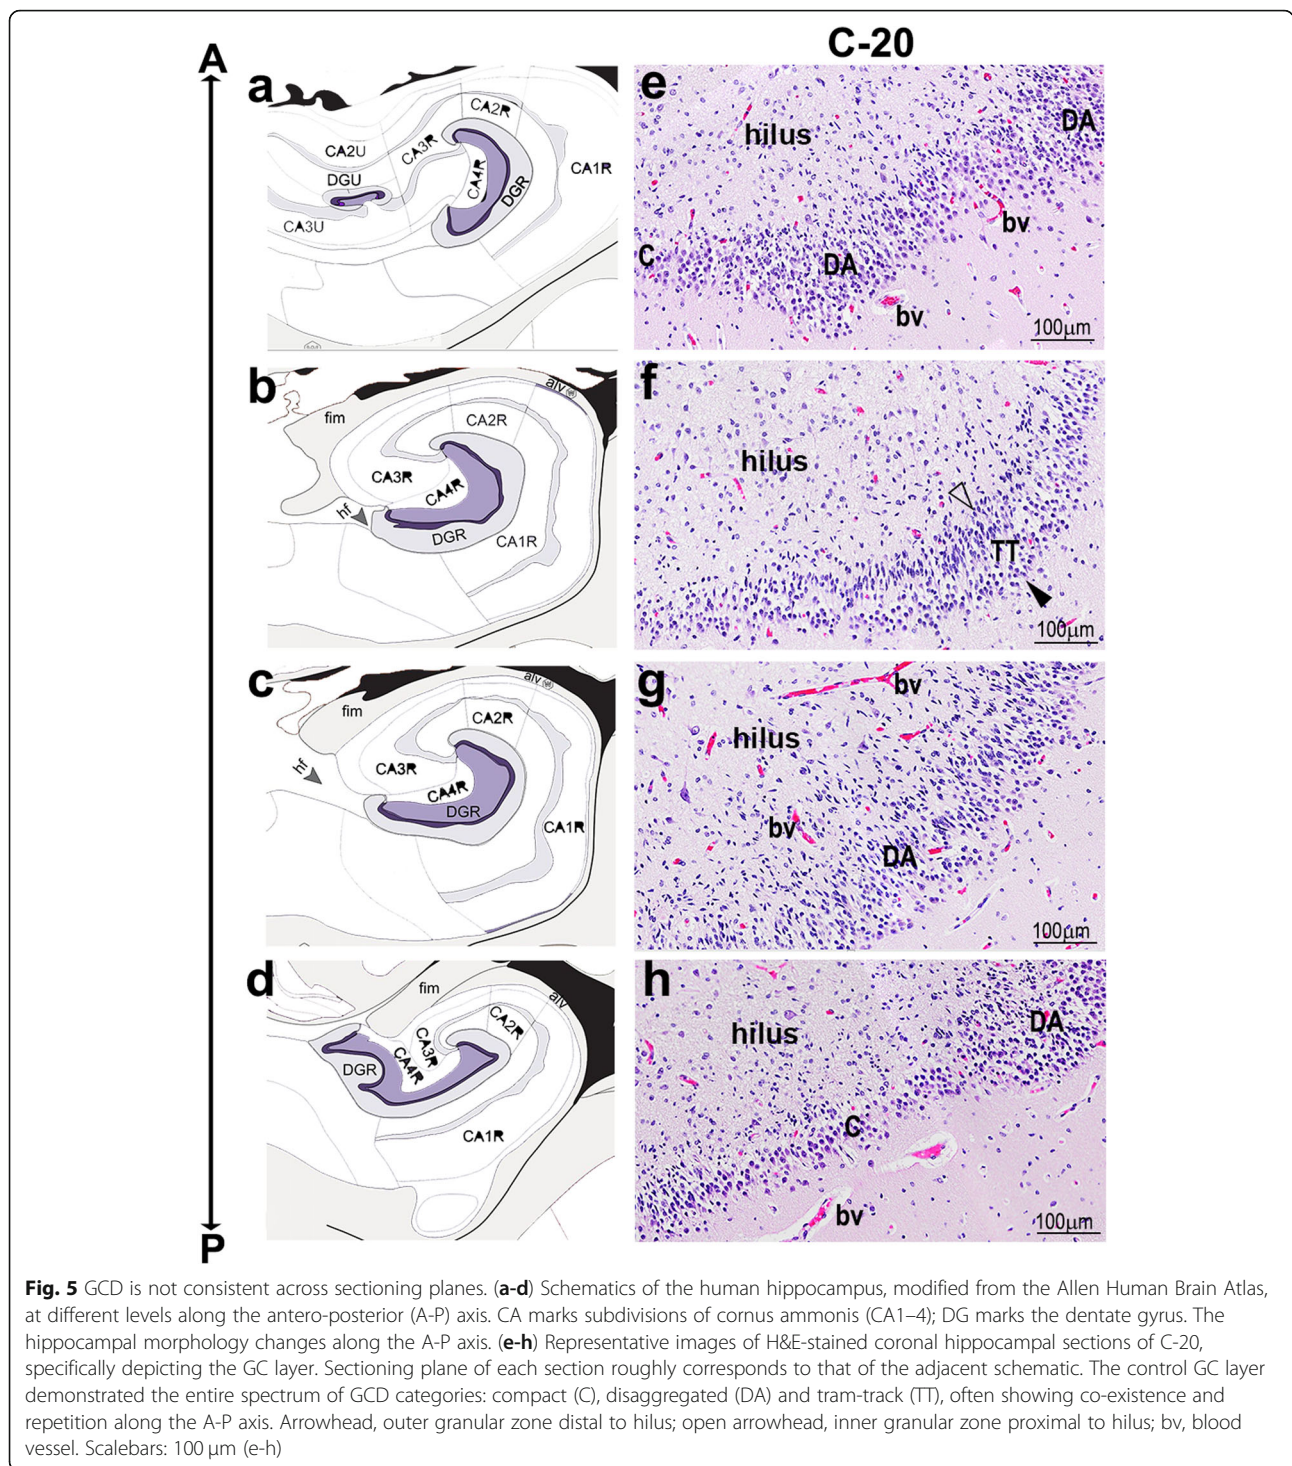 C-20
A
a
CA2R
CA3R
CA2U
CA4R
CA1R
DGU
DGR
CA3U
e
hilus
DA
bv
C
DA
bv
100µm
b
alv
fim
CA2R
CA3R
CA4R
hf
DGR
CA1R
f
hilus
TT
100µm
c
alv
fim
CA2R
hf
CA3R
CA4R
DGR
CA1R
g
bv
hilus
bv
DA
100µm
d
fim
alv
CA2R
CA3R
CA4R
DGR
CA1R
h
hilus
DA
C
bv
100µm
P
Fig. 5 GCD is not consistent across sectioning planes. (a-d) Schematics of the human hippocampus, modified from the Allen Human Brain Atlas,
at different levels along the antero-posterior (A-P) axis. CA marks subdivisions of cornus ammonis (CA1–4); DG marks the dentate gyrus. The
hippocampal morphology changes along the A-P axis. (e-h) Representative images of H&E-stained coronal hippocampal sections of C-20,
specifically depicting the GC layer. Sectioning plane of each section roughly corresponds to that of the adjacent schematic. The control GC layer
demonstrated the entire spectrum of GCD categories: compact (C), disaggregated (DA) and tram-track (TT), often showing co-existence and
repetition along the A-P axis. Arrowhead, outer granular zone distal to hilus; open arrowhead, inner granular zone proximal to hilus; bv, blood
vessel. Scalebars: 100 µm (e-h)